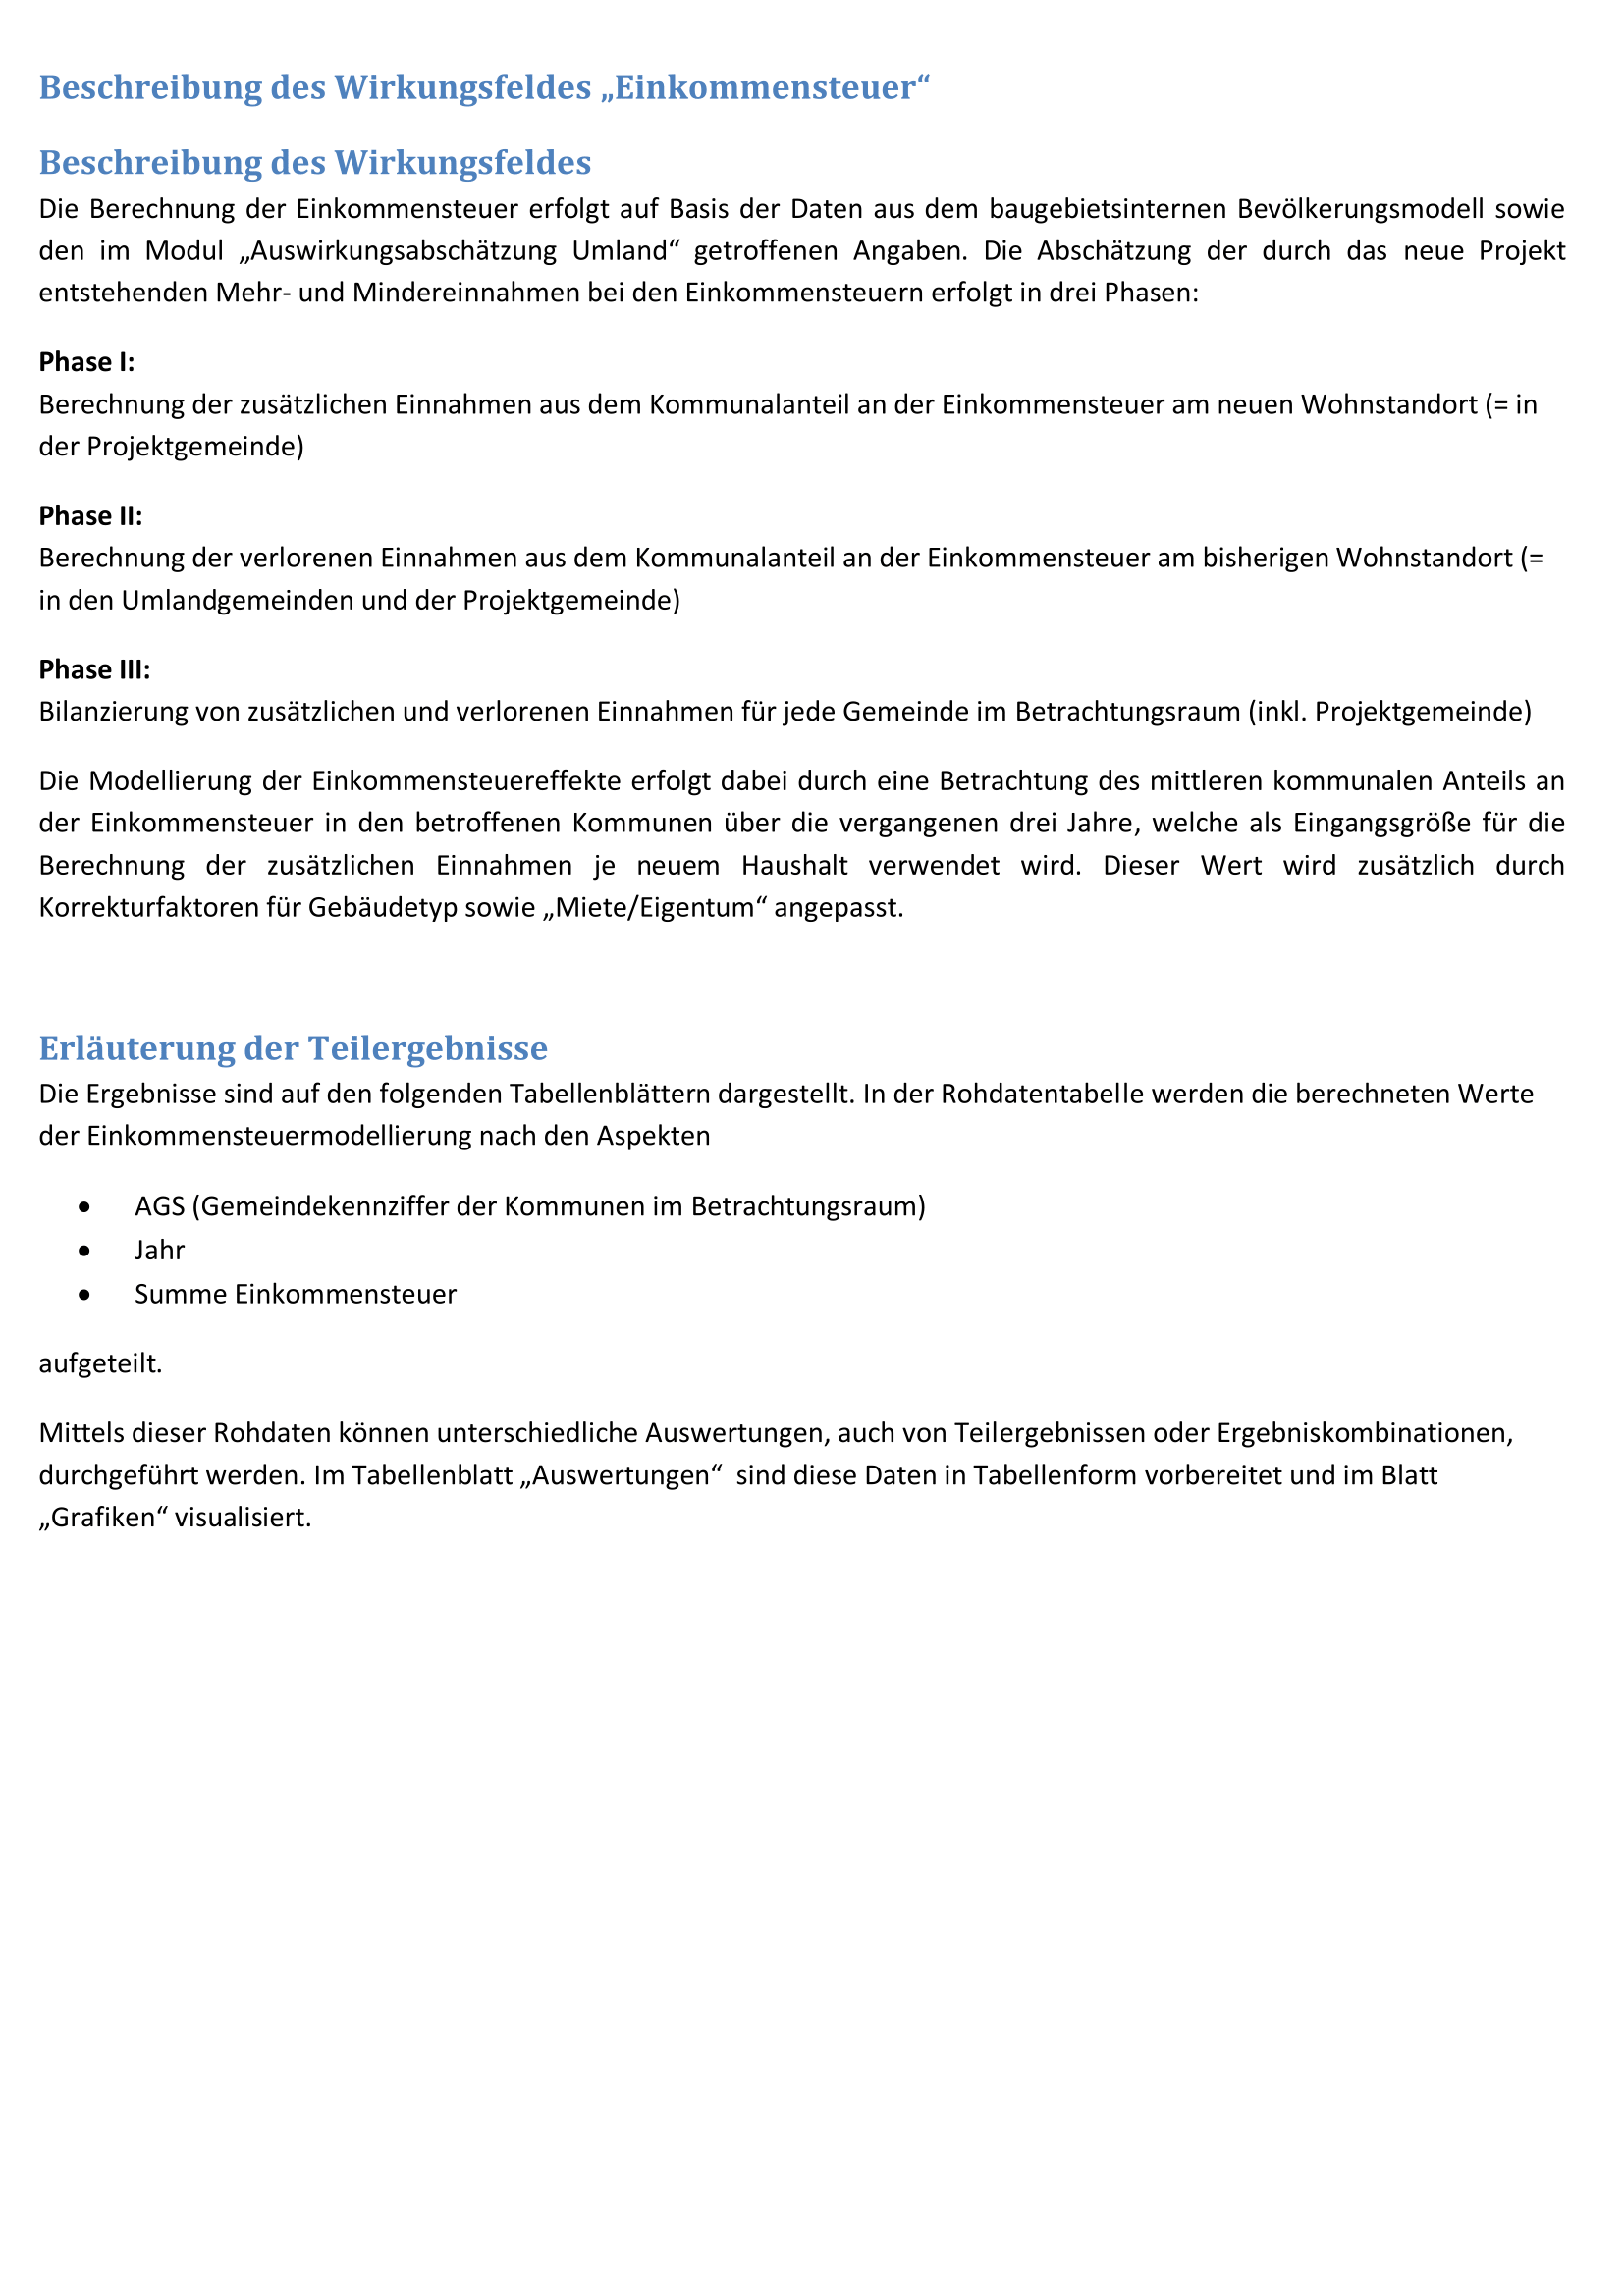 Beschreibung des Wirkungsfeldes „Einkommensteuer“
Beschreibung des Wirkungsfeldes
Die Berechnung der Einkommensteuer erfolgt auf Basis der Daten aus dem baugebietsinternen Bevölkerungsmodell sowie
den im Modul „Auswirkungsabschätzung Umland“ getroffenen Angaben. Die Abschätzung der durch das neue Projekt
entstehenden Mehr- und Mindereinnahmen bei den Einkommensteuern erfolgt in drei Phasen:
Phase I:
Berechnung der zusätzlichen Einnahmen aus dem Kommunalanteil an der Einkommensteuer am neuen Wohnstandort (= in
der Projektgemeinde)
Phase II:
Berechnung der verlorenen Einnahmen aus dem Kommunalanteil an der Einkommensteuer am bisherigen Wohnstandort (=
in den Umlandgemeinden und der Projektgemeinde)
Phase III:
Bilanzierung von zusätzlichen und verlorenen Einnahmen für jede Gemeinde im Betrachtungsraum (inkl. Projektgemeinde)
Die Modellierung der Einkommensteuereffekte erfolgt dabei durch eine Betrachtung des mittleren kommunalen Anteils an
der Einkommensteuer in den betroffenen Kommunen über die vergangenen drei Jahre, welche als Eingangsgröße für die
Berechnung der zusätzlichen Einnahmen je neuem Haushalt verwendet wird. Dieser Wert wird zusätzlich durch
Korrekturfaktoren für Gebäudetyp sowie „Miete/Eigentum“ angepasst.
Erläuterung der Teilergebnisse
Die Ergebnisse sind auf den folgenden Tabellenblättern dargestellt. In der Rohdatentabelle werden die berechneten Werte
der Einkommensteuermodellierung nach den Aspekten
• AGS (Gemeindekennziffer der Kommunen im Betrachtungsraum)
• Jahr
• Summe Einkommensteuer
aufgeteilt.
Mittels dieser Rohdaten können unterschiedliche Auswertungen, auch von Teilergebnissen oder Ergebniskombinationen,
durchgeführt werden. Im Tabellenblatt „Auswertungen“ sind diese Daten in Tabellenform vorbereitet und im Blatt
„Grafiken“ visualisiert.